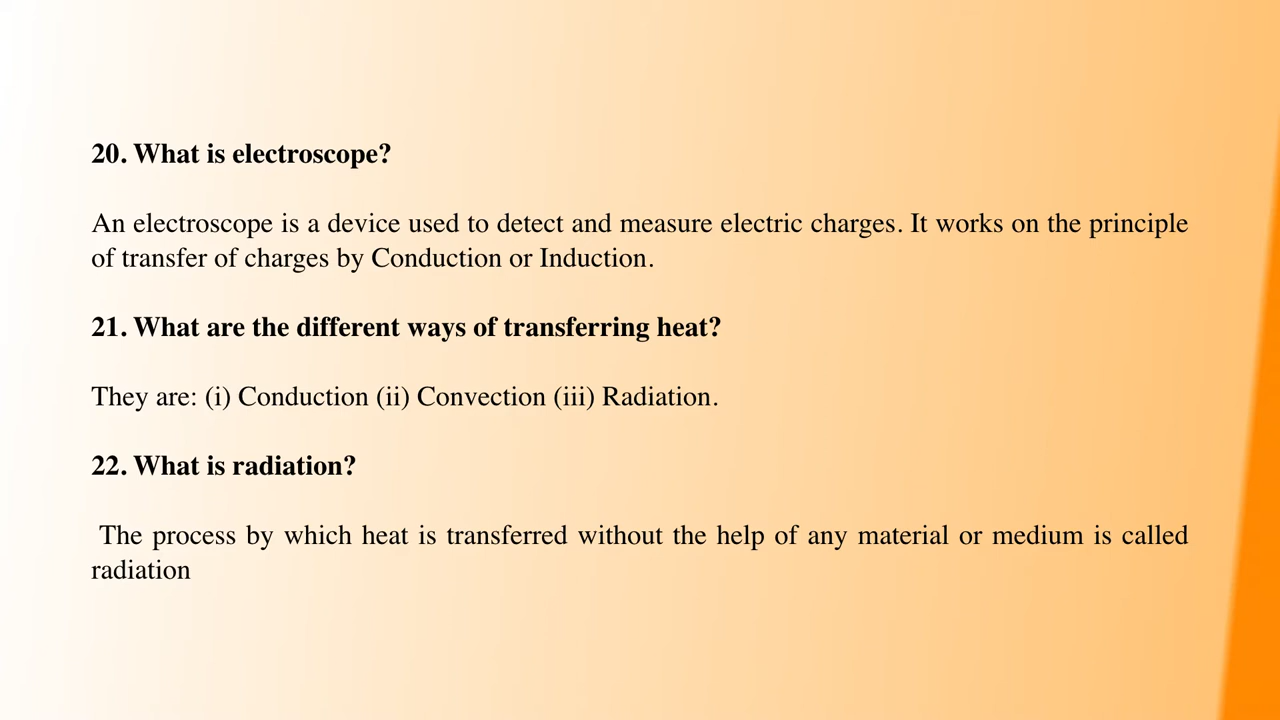 20. What is electroscope?
An electroscope is a device used to detect and measure electric charges. It works on the principle
of transfer of charges by Conduction or Induction.
21. What are the different ways of transferring heat?
They are: (i) Conduction (ii) Convection (iii) Radiation.
22. What is radiation?
The process by which heat is transferred without the help of any material or medium is called
radiation